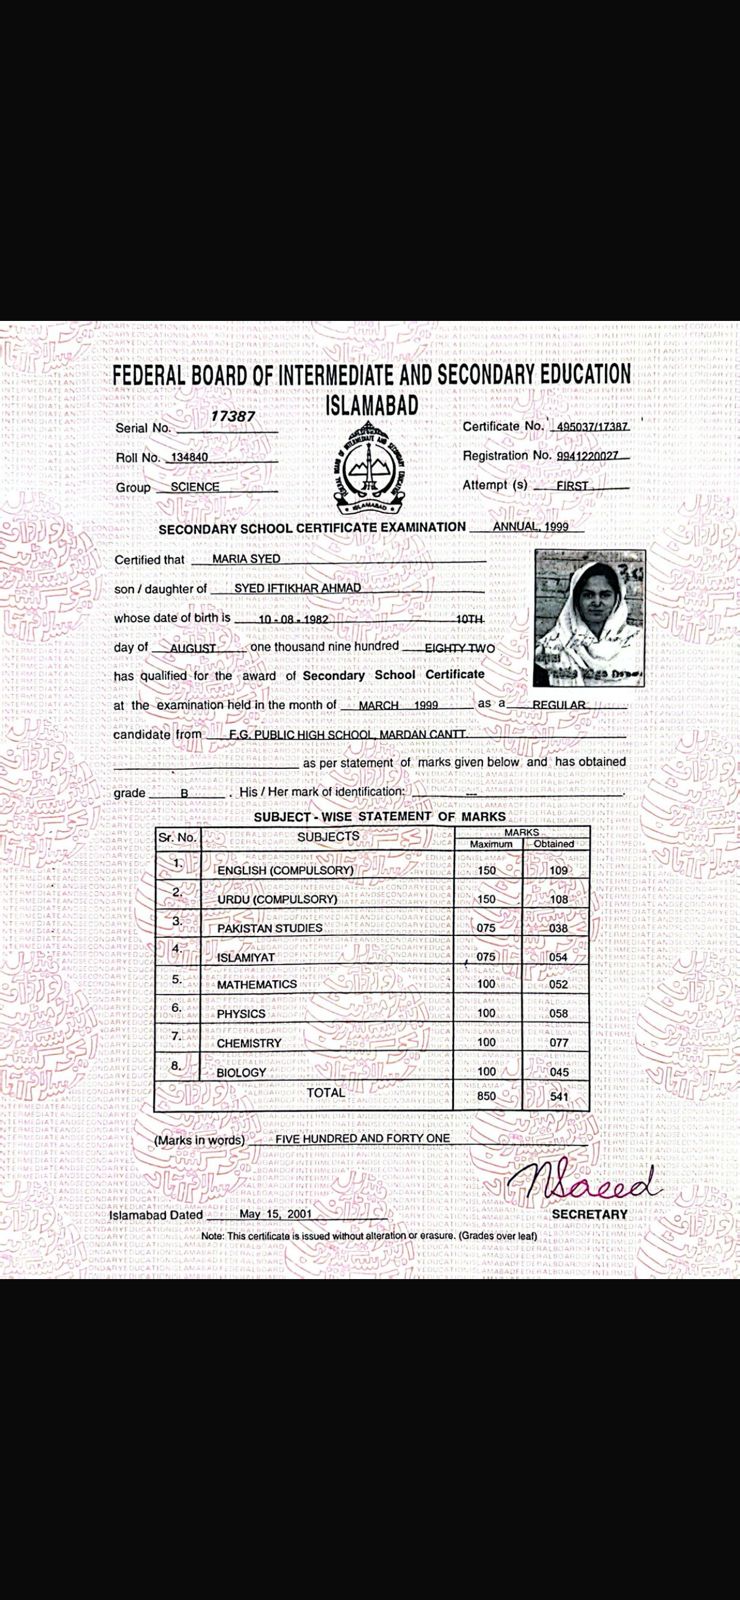 FEDERAL BOARD OF INTERMEDIATE AND SECONDARY EDUCATION
ISLAMABAD
Serial No. 17387
Certificate No. 495037/17387
Roll No. 134840
Registration No. 9941220027
Group SCIENCE
Attempt (s) FIRST
FEDERAL BOARD OF INTERMEDIATE AND SECONDARY EDUCATION
ISLAMABAD
SECONDARY SCHOOL CERTIFICATE EXAMINATION ANNUAL, 1999
Certified that MARIA SYED
son / daughter of SYED IFTIKHAR AHMAD
whose date of birth is 10 - 08 - 1982 10TH
day of AUGUST one thousand nine hundred EIGHTY TWO
has qualified for the award of Secondary School Certificate
at the examination held in the month of MARCH 1999 as a REGULAR
candidate from F.G. PUBLIC HIGH SCHOOL, MARDAN CANTT.
as per statement of marks given below and has obtained
grade B . His / Her mark of identification: --- .
SUBJECT - WISE STATEMENT OF MARKS
Sr. No. SUBJECTS MARKS
Maximum Obtained
1. ENGLISH (COMPULSORY) 150 109
2. URDU (COMPULSORY) 150 108
3. PAKISTAN STUDIES 075 038
4. ISLAMIYAT 075 054
5. MATHEMATICS 100 052
6. PHYSICS 100 058
7. CHEMISTRY 100 077
8. BIOLOGY 100 045
TOTAL 850 541
(Marks in words) FIVE HUNDRED AND FORTY ONE
NSaeed
Islamabad Dated May 15, 2001
SECRETARY
Note: This certificate is issued without alteration or erasure. (Grades over leaf)